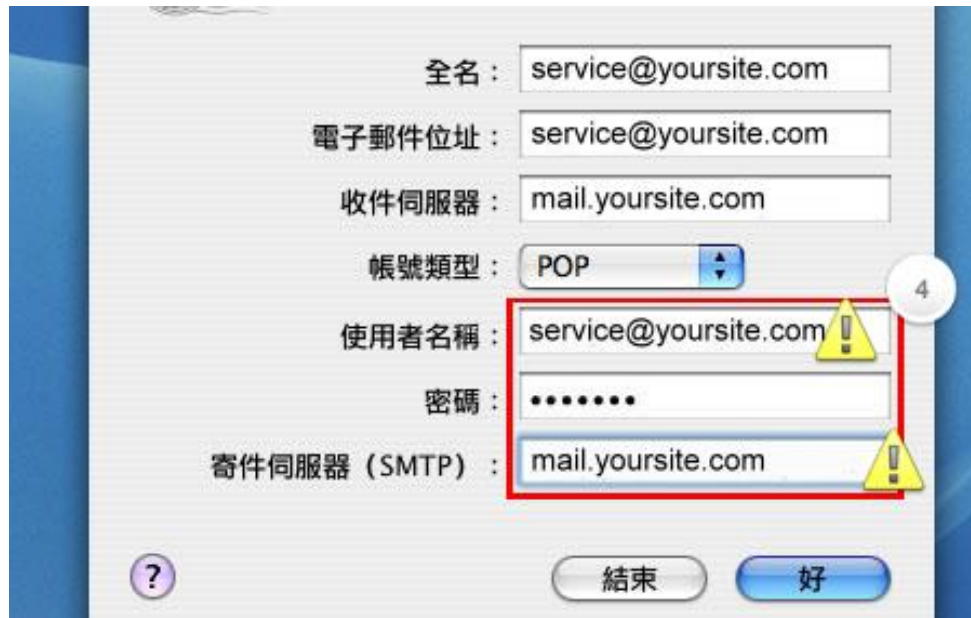 全名： service@yoursite.com
電子郵件位址： service@yoursite.com
收件伺服器： mail.yoursite.com
帳號類型： POP
4
使用者名稱： service@yoursite.com
密碼： •••••••
寄件伺服器（SMTP）： mail.yoursite.com
? 結束 好